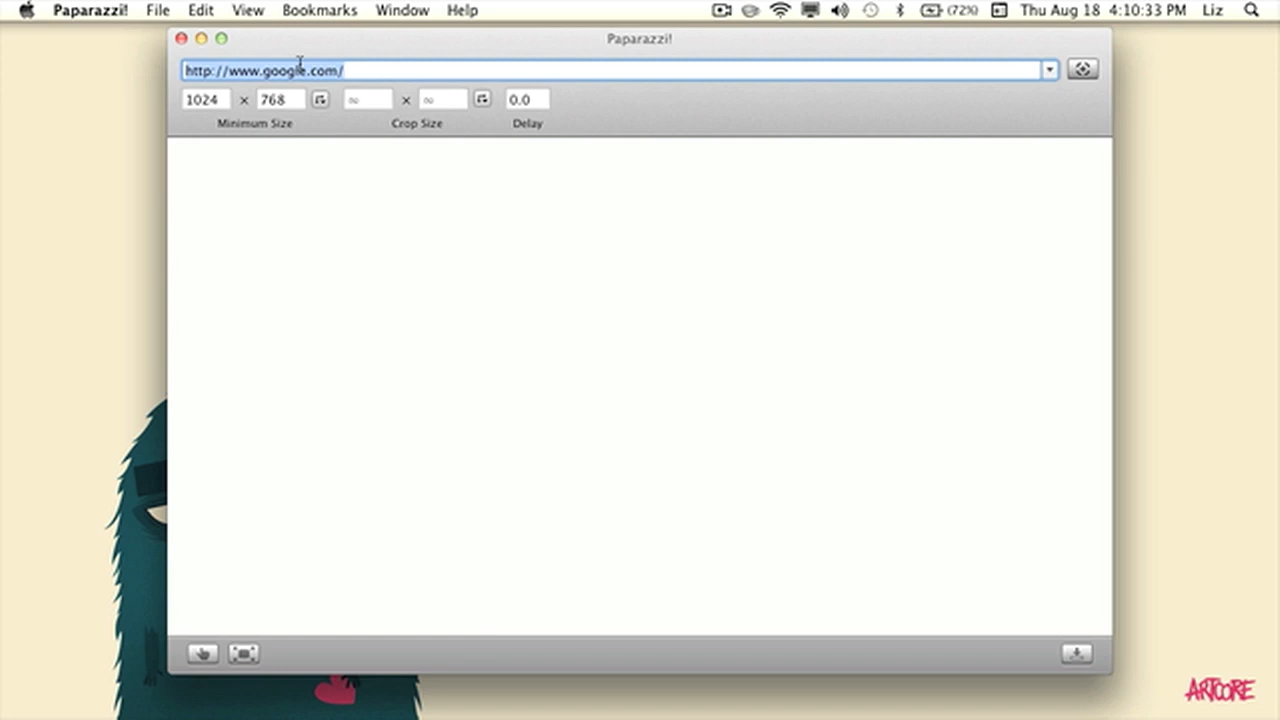 Paparazzi! File Edit View Bookmarks Window Help (72%) Thu Aug 18 4:10:33 PM Liz
Paparazzi!
http://www.google.com/
1024 × 768 ∞ × ∞ 0.0
Minimum Size Crop Size Delay
ARTCORE